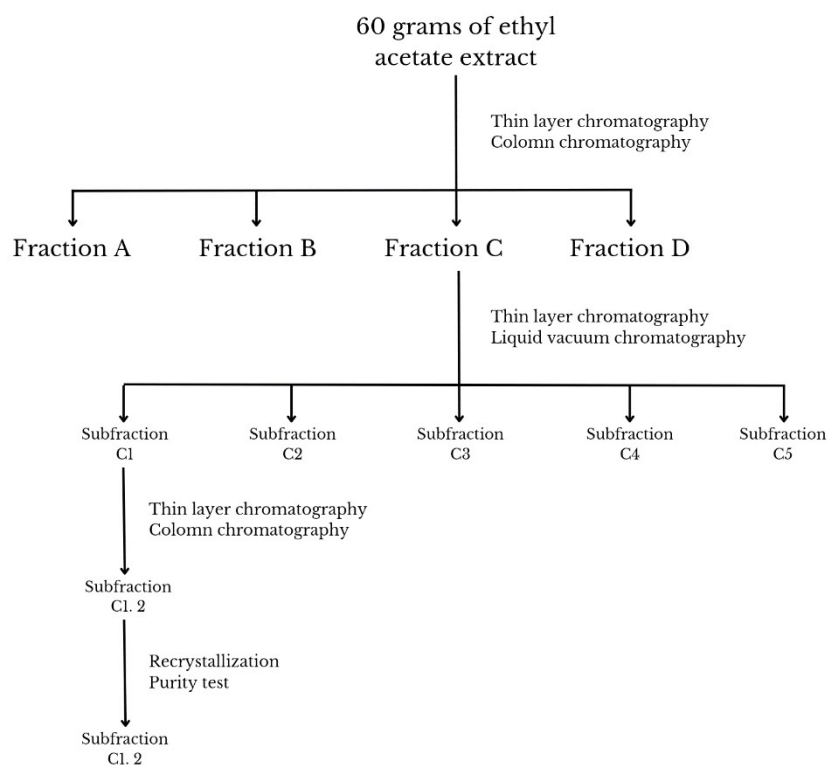 60 grams of ethyl
acetate extract
Thin layer chromatography
Colomn chromatography
Fraction A
Fraction B
Fraction C
Fraction D
Thin layer chromatography
Liquid vacuum chromatography
Subfraction
C1
Subfraction
C2
Subfraction
C3
Subfraction
C4
Subfraction
C5
Thin layer chromatography
Colomn chromatography
Subfraction
C1. 2
Recrystallization
Purity test
Subfraction
C1. 2